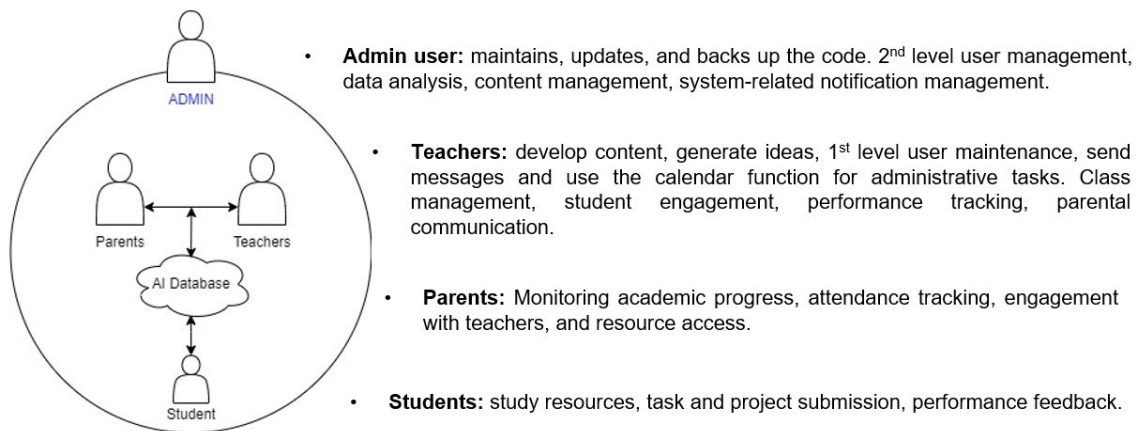 ADMIN
Parents
Teachers
AI Database
Student
• Admin user: maintains, updates, and backs up the code. 2nd level user management,
data analysis, content management, system-related notification management.
• Teachers: develop content, generate ideas, 1st level user maintenance, send
messages and use the calendar function for administrative tasks. Class
management, student engagement, performance tracking, parental
communication.
• Parents: Monitoring academic progress, attendance tracking, engagement
with teachers, and resource access.
• Students: study resources, task and project submission, performance feedback.